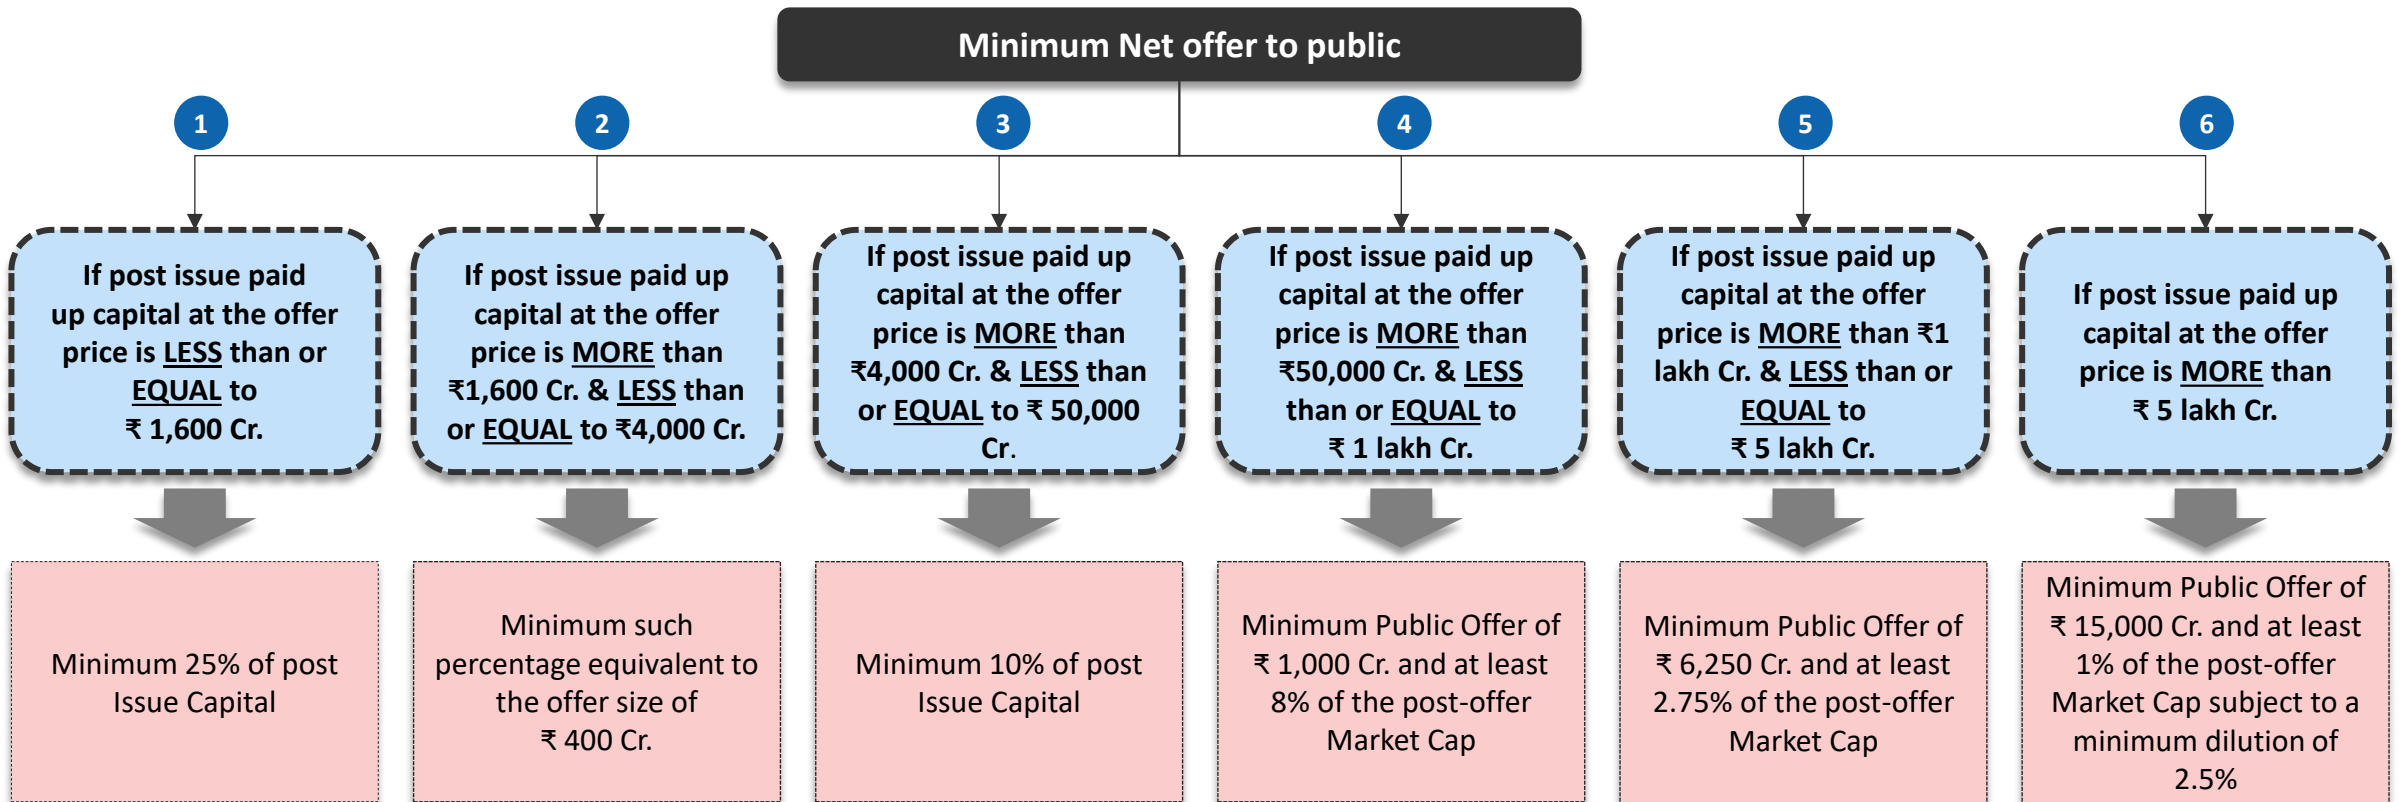 Minimum Net offer to public
1
2
3
4
5
6
If post issue paid
up capital at the offer
price is LESS than or
EQUAL to
₹ 1,600 Cr.
If post issue paid up
capital at the offer
price is MORE than
₹1,600 Cr. & LESS than
or EQUAL to ₹4,000 Cr.
If post issue paid up
capital at the offer
price is MORE than
₹4,000 Cr. & LESS than
or EQUAL to ₹ 50,000
Cr.
If post issue paid up
capital at the offer
price is MORE than
₹50,000 Cr. & LESS
than or EQUAL to
₹ 1 lakh Cr.
If post issue paid up
capital at the offer
price is MORE than ₹1
lakh Cr. & LESS than or
EQUAL to
₹ 5 lakh Cr.
If post issue paid up
capital at the offer
price is MORE than
₹ 5 lakh Cr.
Minimum 25% of post
Issue Capital
Minimum such
percentage equivalent to
the offer size of
₹ 400 Cr.
Minimum 10% of post
Issue Capital
Minimum Public Offer of
₹ 1,000 Cr. and at least
8% of the post-offer
Market Cap
Minimum Public Offer of
₹ 6,250 Cr. and at least
2.75% of the post-offer
Market Cap
Minimum Public Offer of
₹ 15,000 Cr. and at least
1% of the post-offer
Market Cap subject to a
minimum dilution of
2.5%